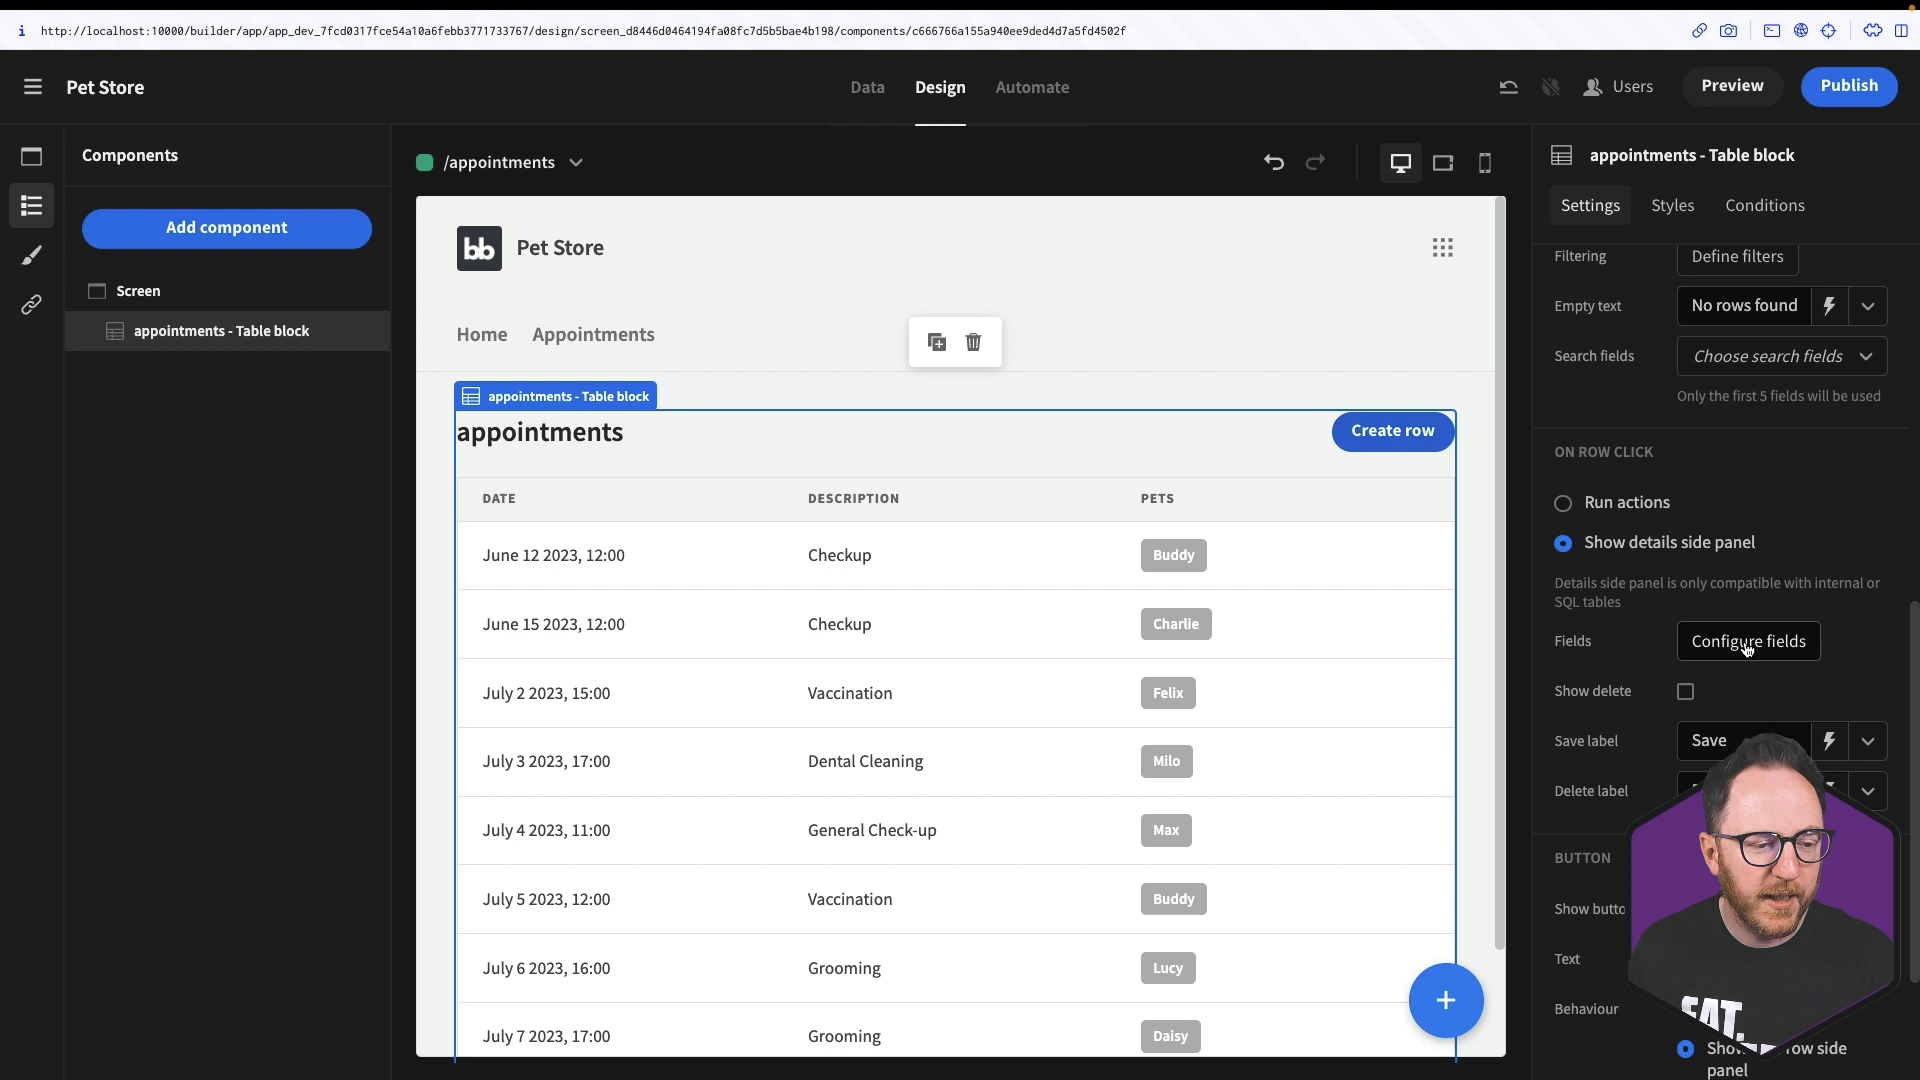 http://localhost:10000/builder/app/app_dev_7fcd0317fce54a10a6febb3771733767/design/screen_d8446d0464194fa08fc7d5b5bae4b198/components/c666766a155a940ee9ded4d7a5fd4502f
Pet Store
Data
Design
Automate
Users
Preview
Publish
Components
/appointments
appointments - Table block
Add component
Settings
Styles
Conditions
Screen
appointments - Table block
bb
Pet Store
Home
Appointments
appointments - Table block
appointments
Create row
DATE
DESCRIPTION
PETS
June 12 2023, 12:00
Checkup
Buddy
June 15 2023, 12:00
Checkup
Charlie
July 2 2023, 15:00
Vaccination
Felix
July 3 2023, 17:00
Dental Cleaning
Milo
July 4 2023, 11:00
General Check-up
Max
July 5 2023, 12:00
Vaccination
Buddy
July 6 2023, 16:00
Grooming
Lucy
July 7 2023, 17:00
Grooming
Daisy
Filtering
Define filters
Empty text
No rows found
Search fields
Choose search fields
Only the first 5 fields will be used
ON ROW CLICK
Run actions
Show details side panel
Details side panel is only compatible with internal or
SQL tables
Fields
Configure fields
Show delete
Save label
Save
Delete label
BUTTON
Show
Text
Behaviour
EAT.
row side
panel